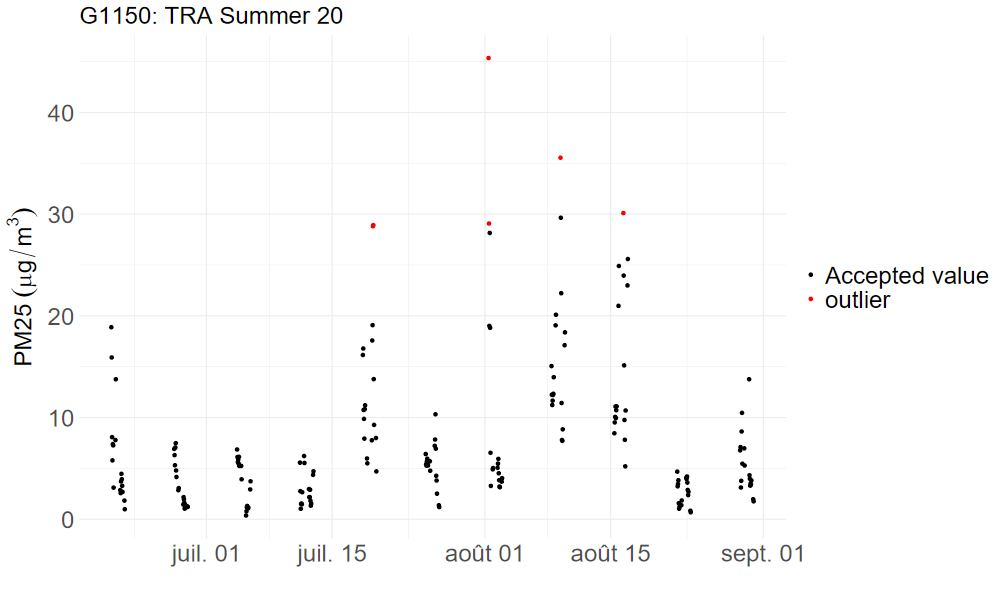 G1150: TRA Summer 20
PM25 (μg/m³)
40
30
20
10
0
juil. 01
juil. 15
août 01
août 15
sept. 01
Accepted value
outlier